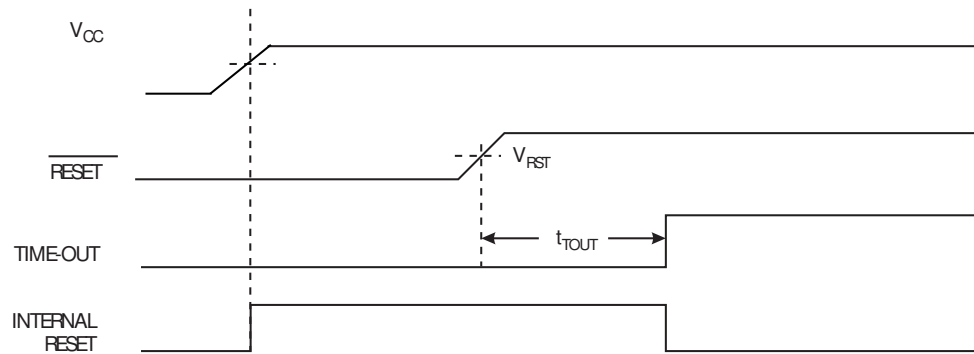 VCC
RESET
VRST
tTOUT
TIME-OUT
INTERNAL
RESET